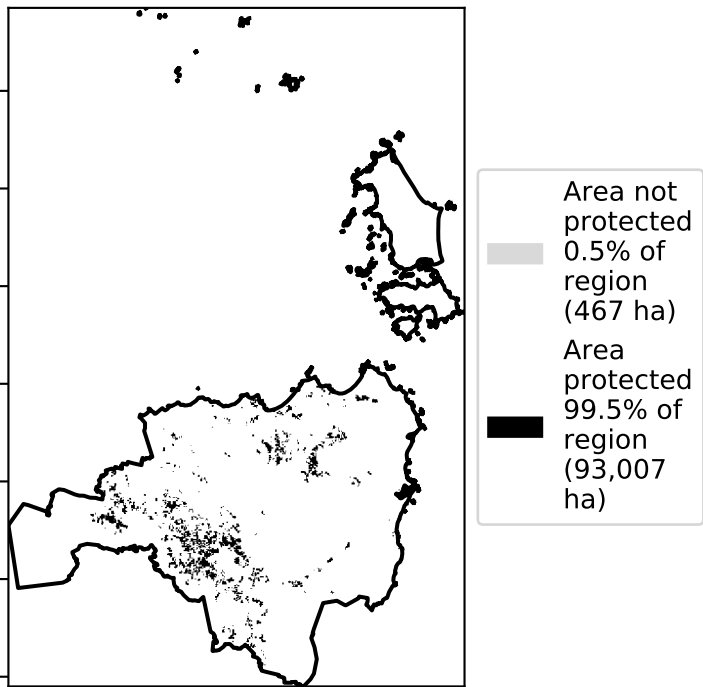 Area not
protected
0.5% of
region
(467 ha)
Area
protected
99.5% of
region
(93,007
ha)